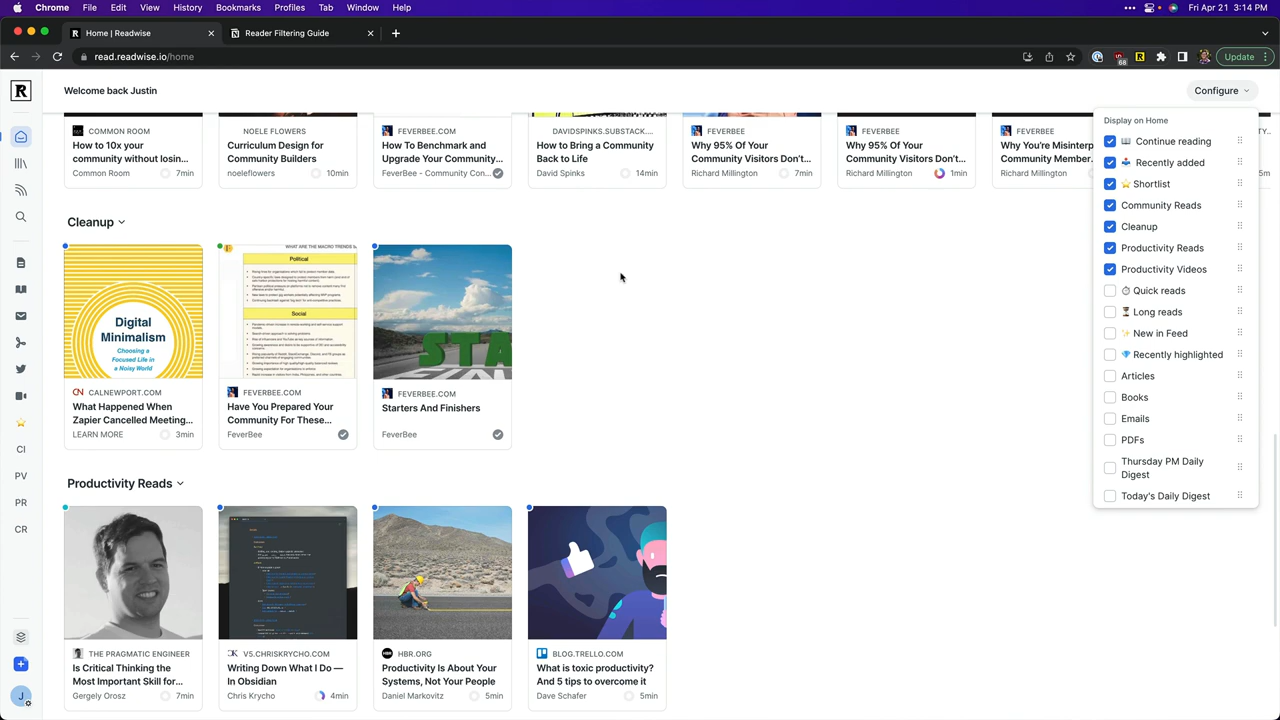 Chrome File Edit View History Bookmarks Profiles Tab Window Help
Fri Apr 21 3:14 PM
Home | Readwise
Reader Filtering Guide
read.readwise.io/home
68
Update
R
Welcome back Justin
Configure
COMMON ROOM
How to 10x your
community without losin...
Common Room 7min
NOELE FLOWERS
Curriculum Design for
Community Builders
noeleflowers 10min
FEVERBEE.COM
How To Benchmark and
Upgrade Your Community...
FeverBee - Community Con...
DAVIDSPINKS.SUBSTACK....
How to Bring a Community
Back to Life
David Spinks 14min
FEVERBEE
Why 95% Of Your
Community Visitors Don't...
Richard Millington 7min
FEVERBEE
Why 95% Of Your
Community Visitors Don't...
Richard Millington 1min
FEVERBEE
Why You're Misinterp
Community Member
Richard Millington
5m
Display on Home
Continue reading
Recently added
Shortlist
Community Reads
Cleanup
Productivity Reads
Productivity Videos
Quick reads
Long reads
New in Feed
Recently highlighted
Articles
Books
Emails
PDFs
Thursday PM Daily
Digest
Today's Daily Digest
Cleanup
Digital
Minimalism
Choosing a
Focused Life in
a Noisy World
CN CALNEWPORT.COM
What Happened When
Zapier Cancelled Meeting...
LEARN MORE 3min
WHAT ARE THE MACRO TRENDS
Political
Social
FEVERBEE.COM
Have You Prepared Your
Community For These...
FeverBee
STA
FEVERBEE.COM
Starters And Finishers
FeverBee
Productivity Reads
THE PRAGMATIC ENGINEER
Is Critical Thinking the
Most Important Skill for...
Gergely Orosz 7min
V5.CHRISKRYCHO.COM
Writing Down What I Do —
In Obsidian
Chris Krycho 4min
HBR.ORG
Productivity Is About Your
Systems, Not Your People
Daniel Markovitz 5min
BLOG.TRELLO.COM
What is toxic productivity?
And 5 tips to overcome it
Dave Schafer 5min
CI
PV
PR
CR
J